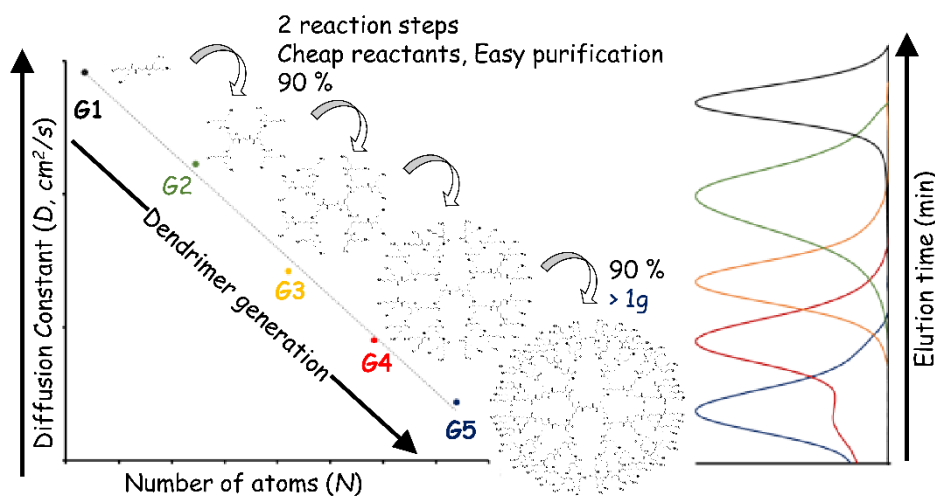 2 reaction steps
Cheap reactants, Easy purification
90 %
G1
G2
G3
G4
G5
Dendrimer generation
90 %
> 1g
Diffusion Constant (D, cm²/s)
Number of atoms (N)
Elution time (min)